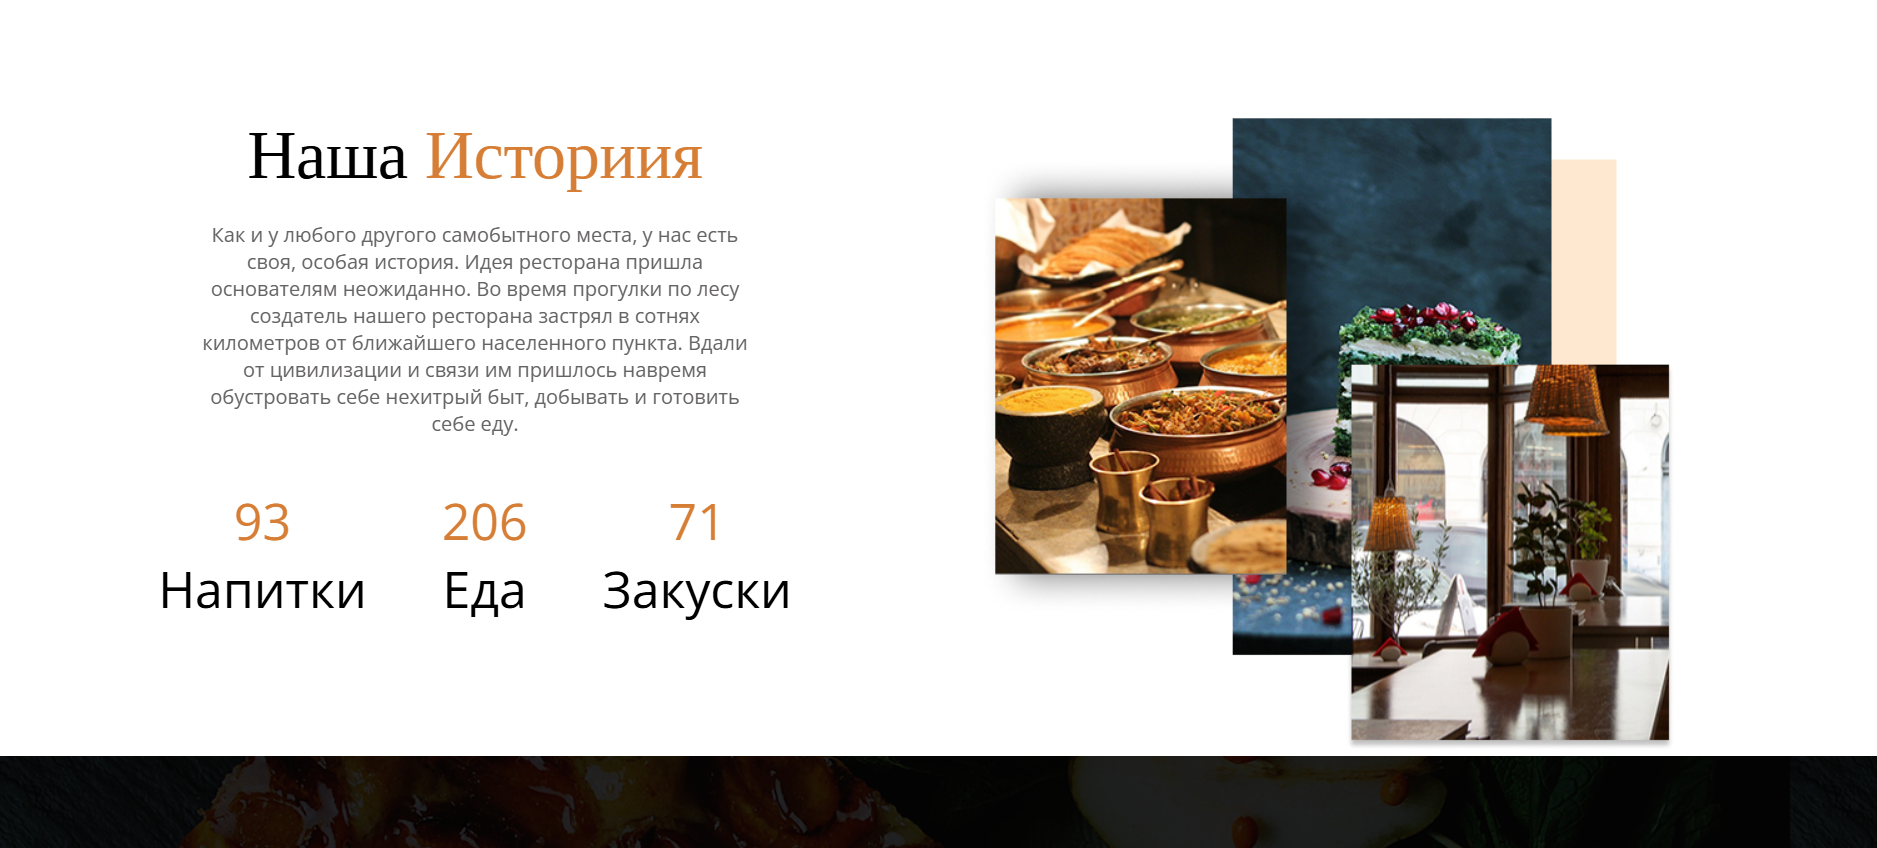 Наша Историия
Как и у любого другого самобытного места, у нас есть
своя, особая история. Идея ресторана пришла
основателям неожиданно. Во время прогулки по лесу
создатель нашего ресторана застрял в сотнях
километров от ближайшего населенного пункта. Вдали
от цивилизации и связи им пришлось навремя
обустровать себе нехитрый быт, добывать и готовить
себе еду.
93 206 71
Напитки Еда Закуски